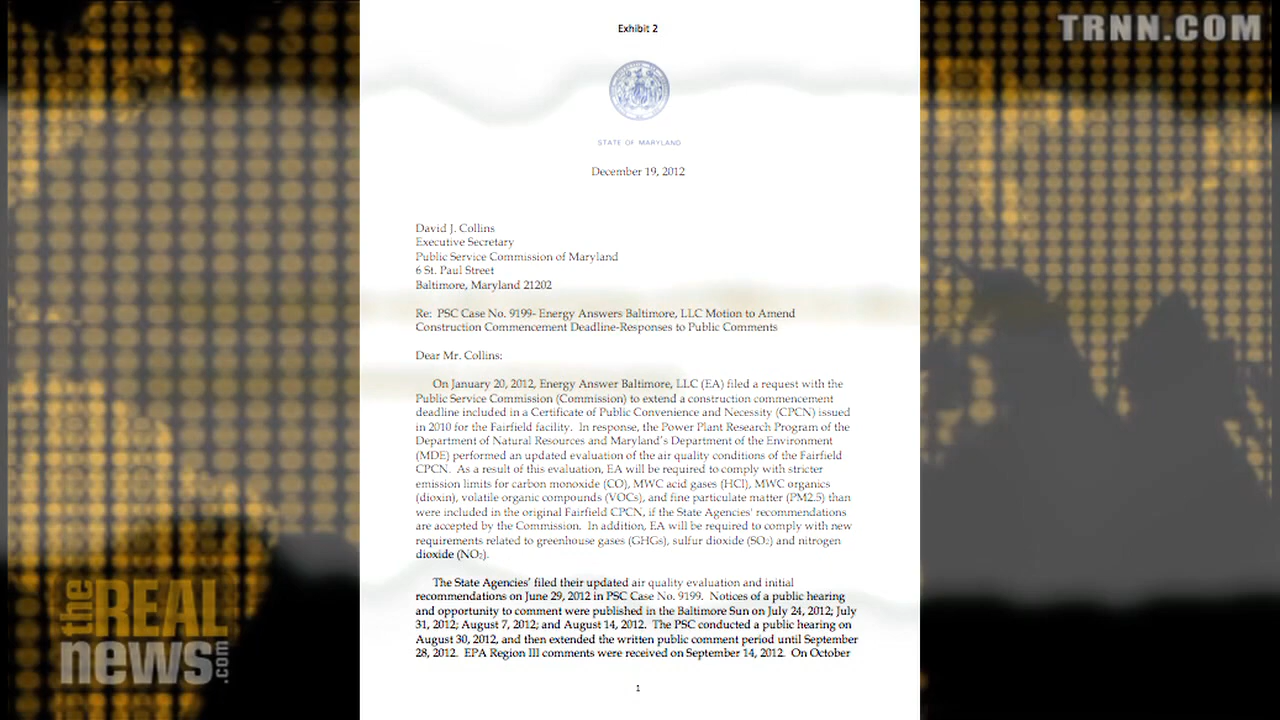 TRNN.COM
Exhibit 2
STATE OF MARYLAND
December 19, 2012
David J. Collins
Executive Secretary
Public Service Commission of Maryland
6 St. Paul Street
Baltimore, Maryland 21202
Re: PSC Case No. 9199- Energy Answers Baltimore, LLC Motion to Amend
Construction Commencement Deadline-Responses to Public Comments
Dear Mr. Collins:
On January 20, 2012, Energy Answer Baltimore, LLC (EA) filed a request with the
Public Service Commission (Commission) to extend a construction commencement
deadline included in a Certificate of Public Convenience and Necessity (CPCN) issued
in 2010 for the Fairfield facility. In response, the Power Plant Research Program of the
Department of Natural Resources and Maryland's Department of the Environment
(MDE) performed an updated evaluation of the air quality conditions of the Fairfield
CPCN. As a result of this evaluation, EA will be required to comply with stricter
emission limits for carbon monoxide (CO), MWC acid gases (HCl), MWC organics
(dioxin), volatile organic compounds (VOCs), and fine particulate matter (PM2.5) than
were included in the original Fairfield CPCN, if the State Agencies' recommendations
are accepted by the Commission. In addition, EA will be required to comply with new
requirements related to greenhouse gases (GHGs), sulfur dioxide (SO2) and nitrogen
dioxide (NO2).
The State Agencies' filed their updated air quality evaluation and initial
recommendations on June 29, 2012 in PSC Case No. 9199. Notices of a public hearing
and opportunity to comment were published in the Baltimore Sun on July 24, 2012; July
31, 2012; August 7, 2012; and August 14, 2012. The PSC conducted a public hearing on
August 30, 2012, and then extended the written public comment period until September
28, 2012. EPA Region III comments were received on September 14, 2012. On October
1
the REAL
news.com